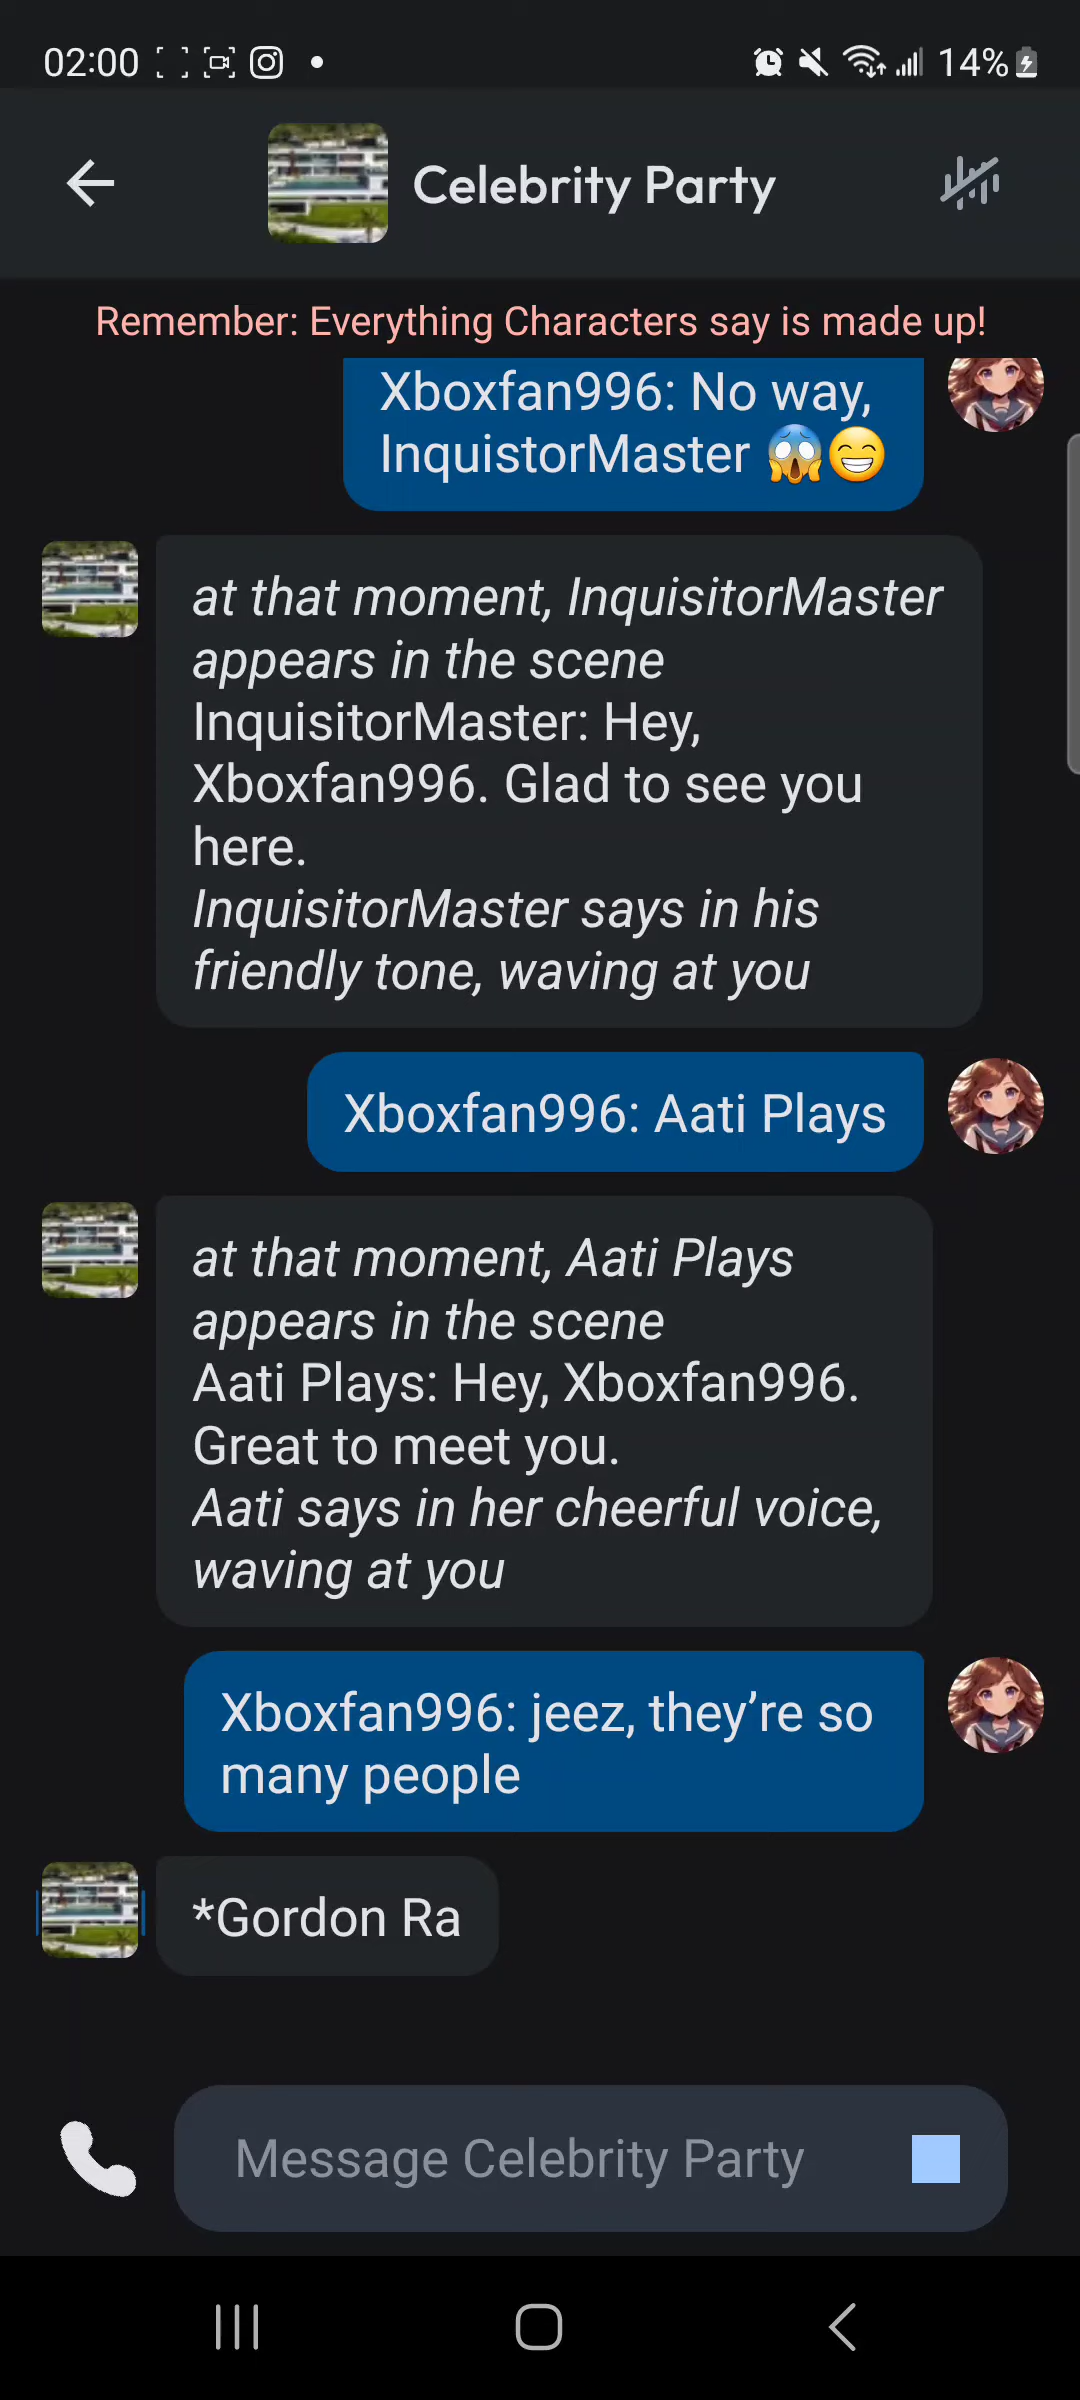 02:00
14%
Celebrity Party
Remember: Everything Characters say is made up!
Xboxfan996: No way,
InquistorMaster 😱😁
at that moment, InquisitorMaster
appears in the scene
InquisitorMaster: Hey,
Xboxfan996. Glad to see you
here.
InquisitorMaster says in his
friendly tone, waving at you
Xboxfan996: Aati Plays
at that moment, Aati Plays
appears in the scene
Aati Plays: Hey, Xboxfan996.
Great to meet you.
Aati says in her cheerful voice,
waving at you
Xboxfan996: jeez, they’re so
many people
*Gordon Ra
Message Celebrity Party